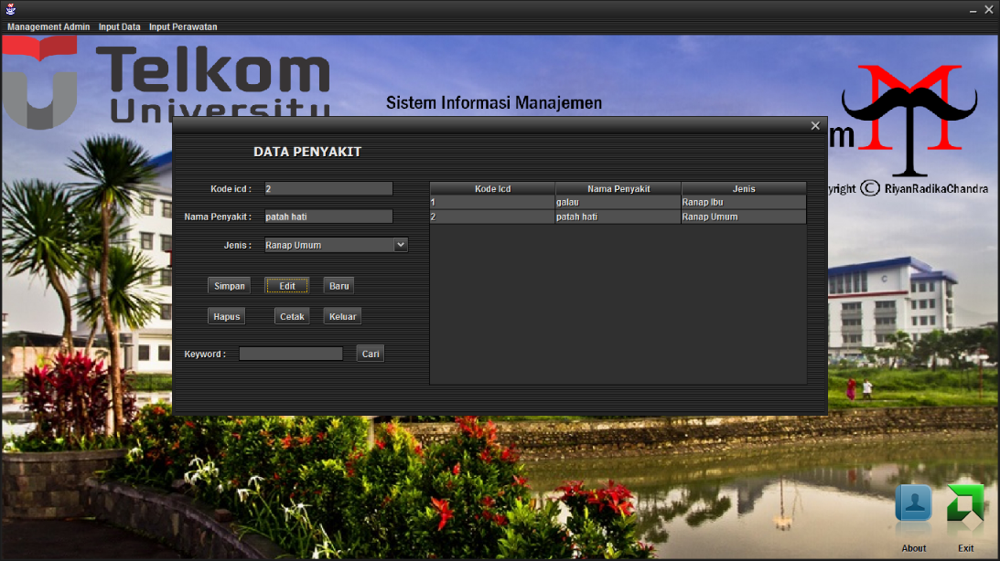 Management Admin Input Data Input Perawatan
Telkom
University
Sistem Informasi Manajemen
MT
m
yright © RiyanRadikaChandra
DATA PENYAKIT
Kode icd : 2
Nama Penyakit : patah hati
Jenis : Ranap Umum
Simpan Edit Baru
Hapus Cetak Keluar
Keyword : Cari
Kode Icd Nama Penyakit Jenis
1 galau Ranap Ibu
2 patah hati Ranap Umum
About Exit